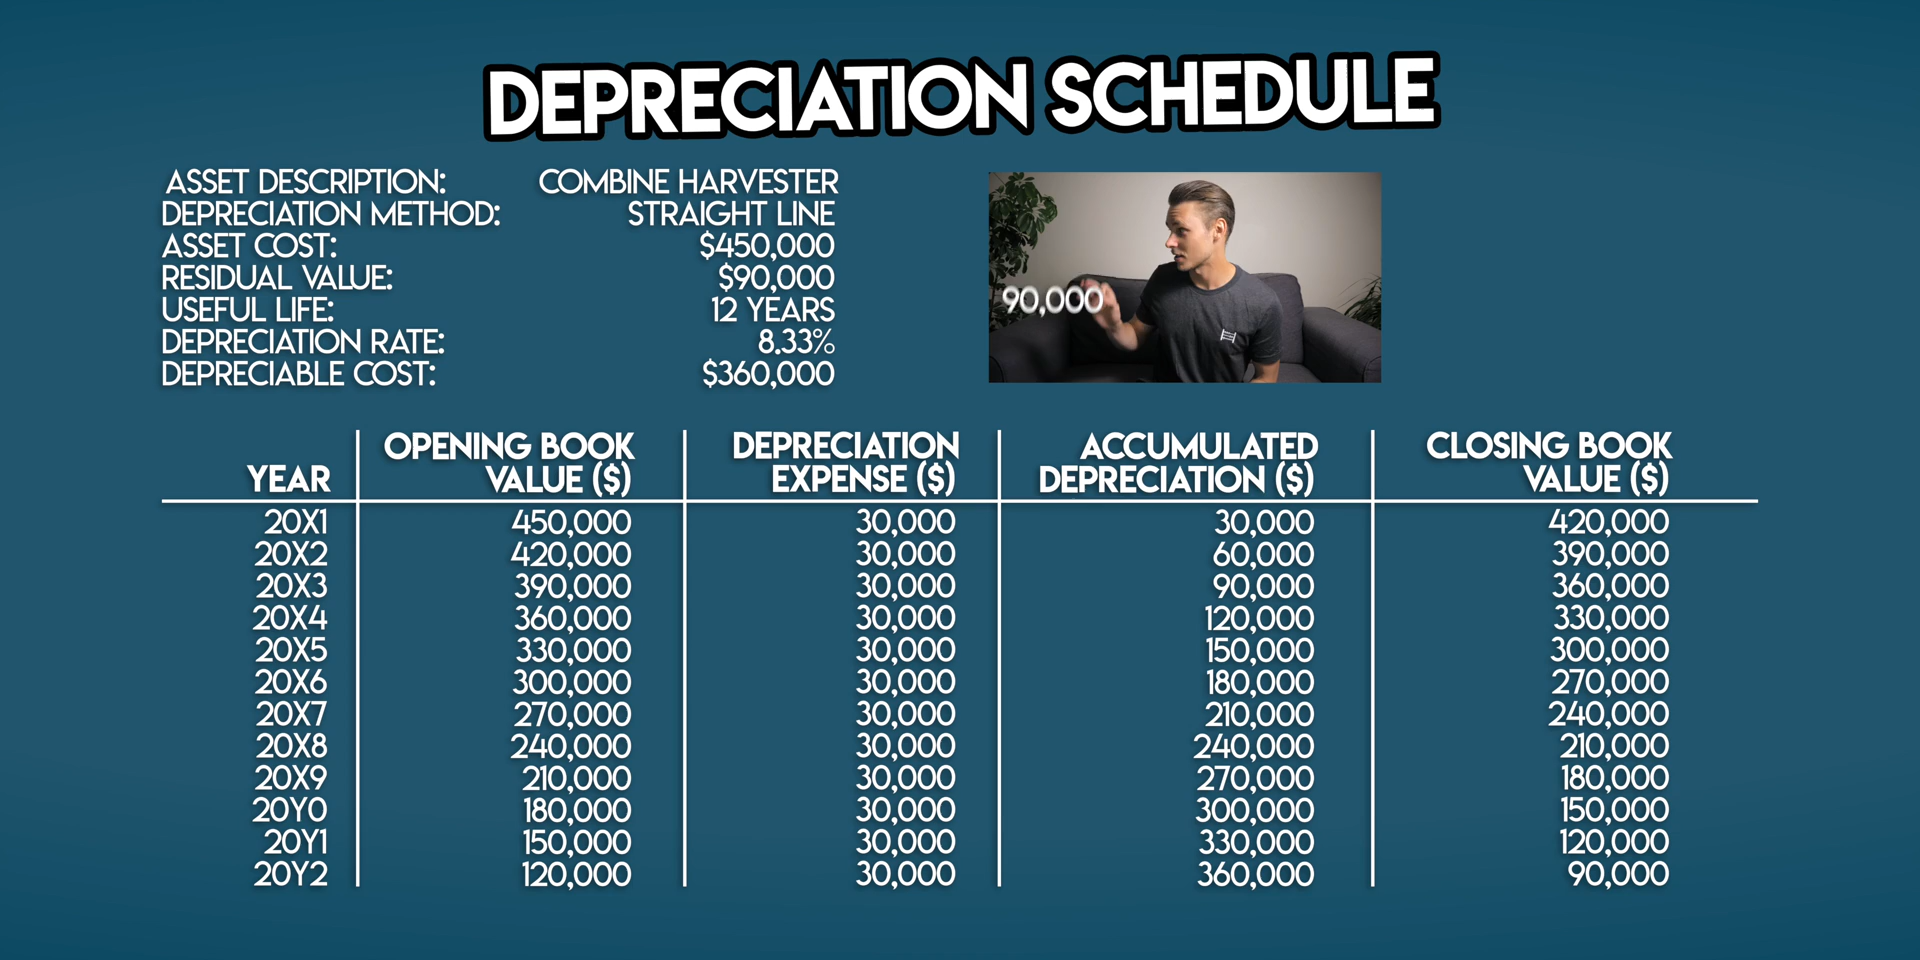 DEPRECIATION SCHEDULE
ASSET DESCRIPTION: COMBINE HARVESTER
DEPRECIATION METHOD: STRAIGHT LINE
ASSET COST: $450,000
RESIDUAL VALUE: $90,000
USEFUL LIFE: 12 YEARS
DEPRECIATION RATE: 8.33%
DEPRECIABLE COST: $360,000
90,000
YEAR
OPENING BOOK
VALUE ($)
DEPRECIATION
EXPENSE ($)
ACCUMULATED
DEPRECIATION ($)
CLOSING BOOK
VALUE ($)
20X1 450,000 30,000 30,000 420,000
20X2 420,000 30,000 60,000 390,000
20X3 390,000 30,000 90,000 360,000
20X4 360,000 30,000 120,000 330,000
20X5 330,000 30,000 150,000 300,000
20X6 300,000 30,000 180,000 270,000
20X7 270,000 30,000 210,000 240,000
20X8 240,000 30,000 240,000 210,000
20X9 210,000 30,000 270,000 180,000
20Y0 180,000 30,000 300,000 150,000
20Y1 150,000 30,000 330,000 120,000
20Y2 120,000 30,000 360,000 90,000